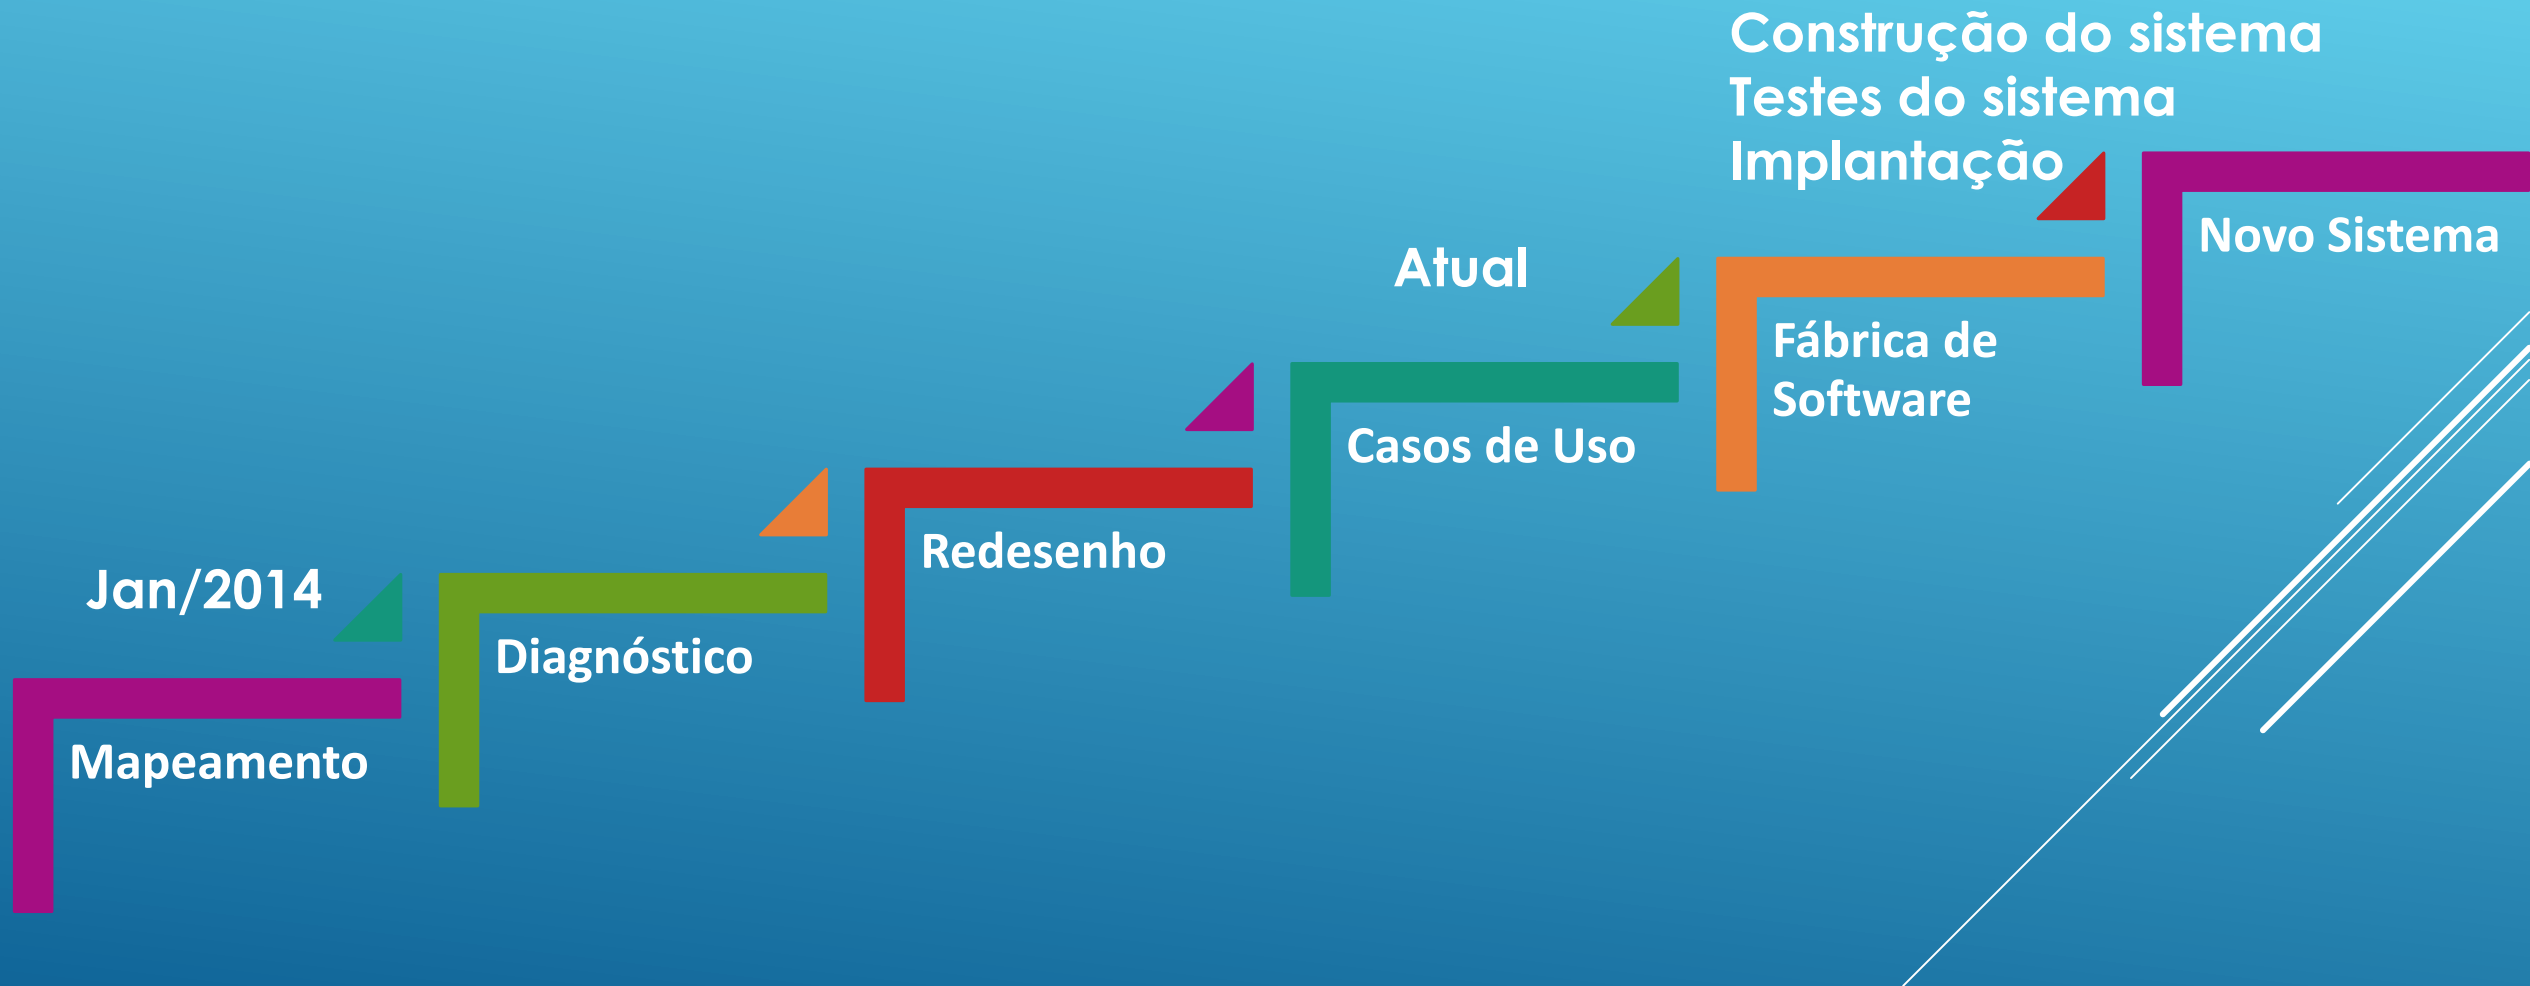 Construção do sistema
Testes do sistema
Implantação
Novo Sistema
Atual
Fábrica de
Software
Casos de Uso
Redesenho
Jan/2014
Diagnóstico
Mapeamento